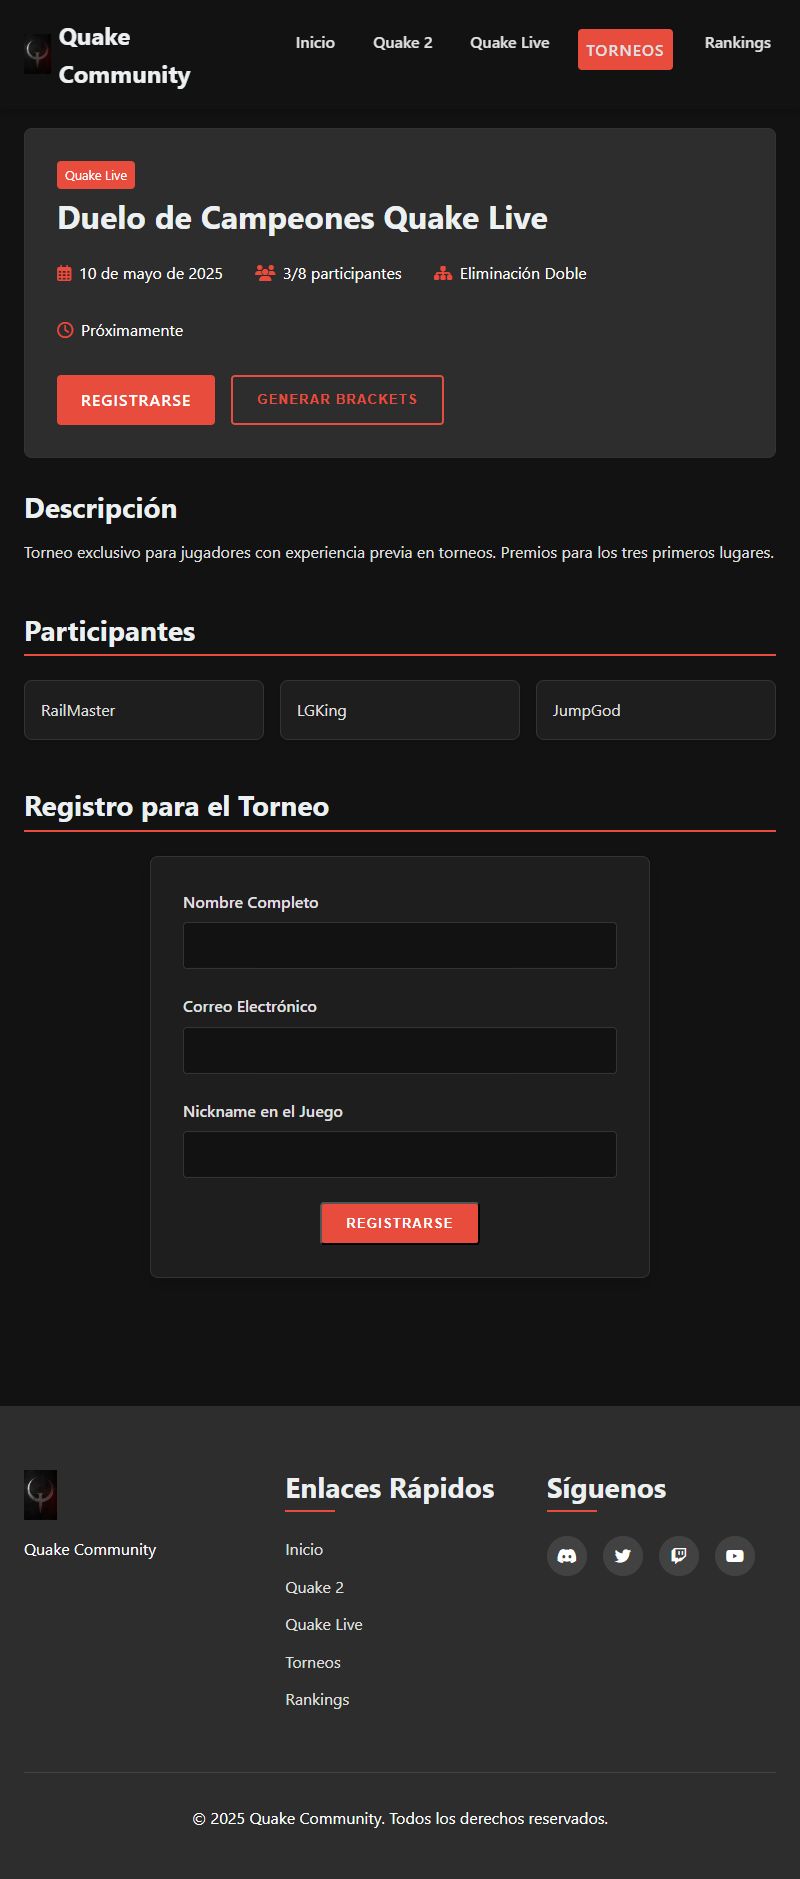 Quake
Community
Inicio
Quake 2
Quake Live
TORNEOS
Rankings
Quake Live
Duelo de Campeones Quake Live
10 de mayo de 2025
3/8 participantes
Eliminación Doble
Próximamente
REGISTRARSE
GENERAR BRACKETS
Descripción
Torneo exclusivo para jugadores con experiencia previa en torneos. Premios para los tres primeros lugares.
Participantes
RailMaster
LGKing
JumpGod
Registro para el Torneo
Nombre Completo
Correo Electrónico
Nickname en el Juego
REGISTRARSE
Quake Community
Enlaces Rápidos
Inicio
Quake 2
Quake Live
Torneos
Rankings
Síguenos
© 2025 Quake Community. Todos los derechos reservados.